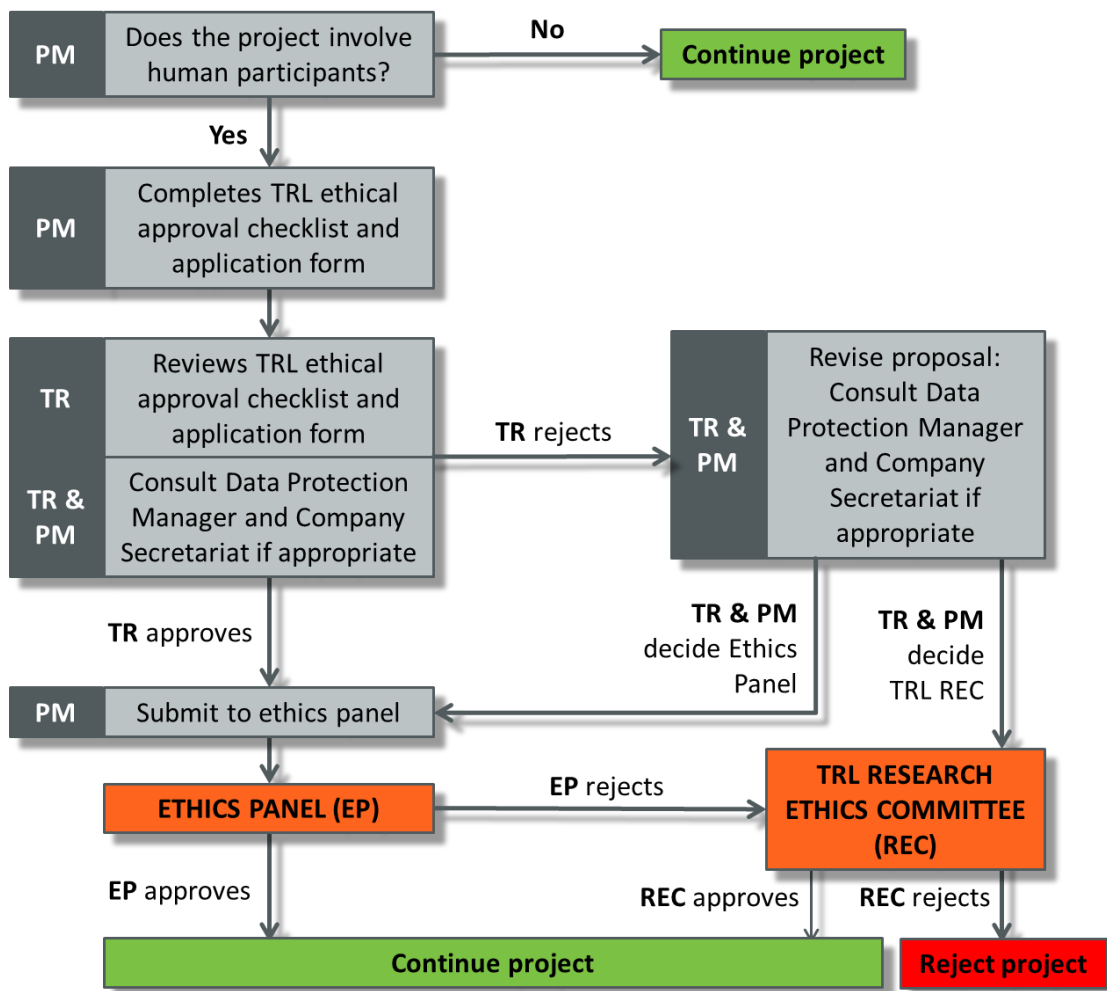 PM
Does the project involve
human participants?
No
Continue project
Yes
PM
Completes TRL ethical
approval checklist and
application form
TR
Reviews TRL ethical
approval checklist and
application form
TR &
PM
Consult Data Protection
Manager and Company
Secretariat if appropriate
TR rejects
TR &
PM
Revise proposal:
Consult Data
Protection Manager
and Company
Secretariat if
appropriate
TR approves
TR & PM
decide Ethics
Panel
TR & PM
decide
TRL REC
PM
Submit to ethics panel
ETHICS PANEL (EP)
EP rejects
TRL RESEARCH
ETHICS COMMITTEE
(REC)
EP approves
REC approves
REC rejects
Continue project
Reject project